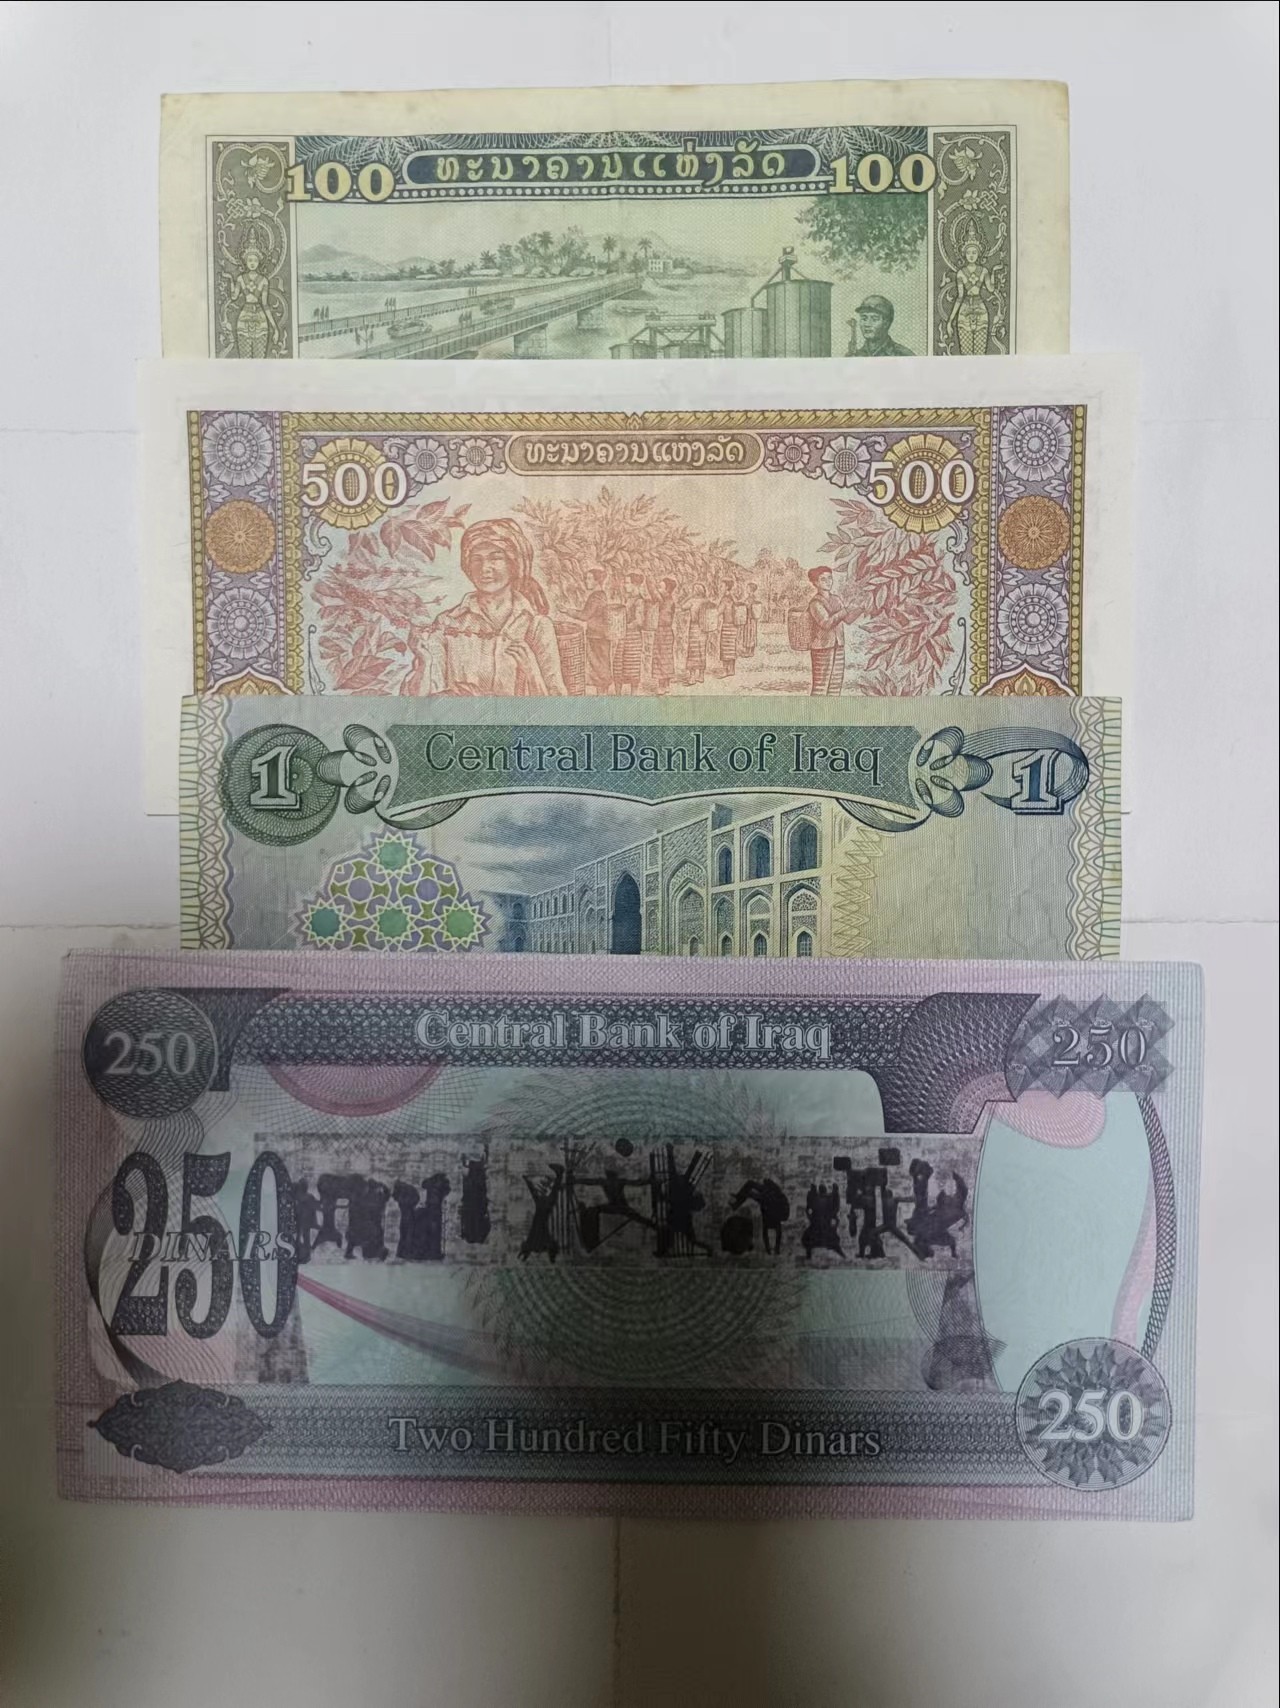 100 ທະນາຄານແຫ່ງລັດ 100
500 ທະນາຄານແຫ່ງລັດ 500
1 Central Bank of Iraq 1
250 Central Bank of Iraq 250
250
DINARS
Two Hundred Fifty Dinars 250